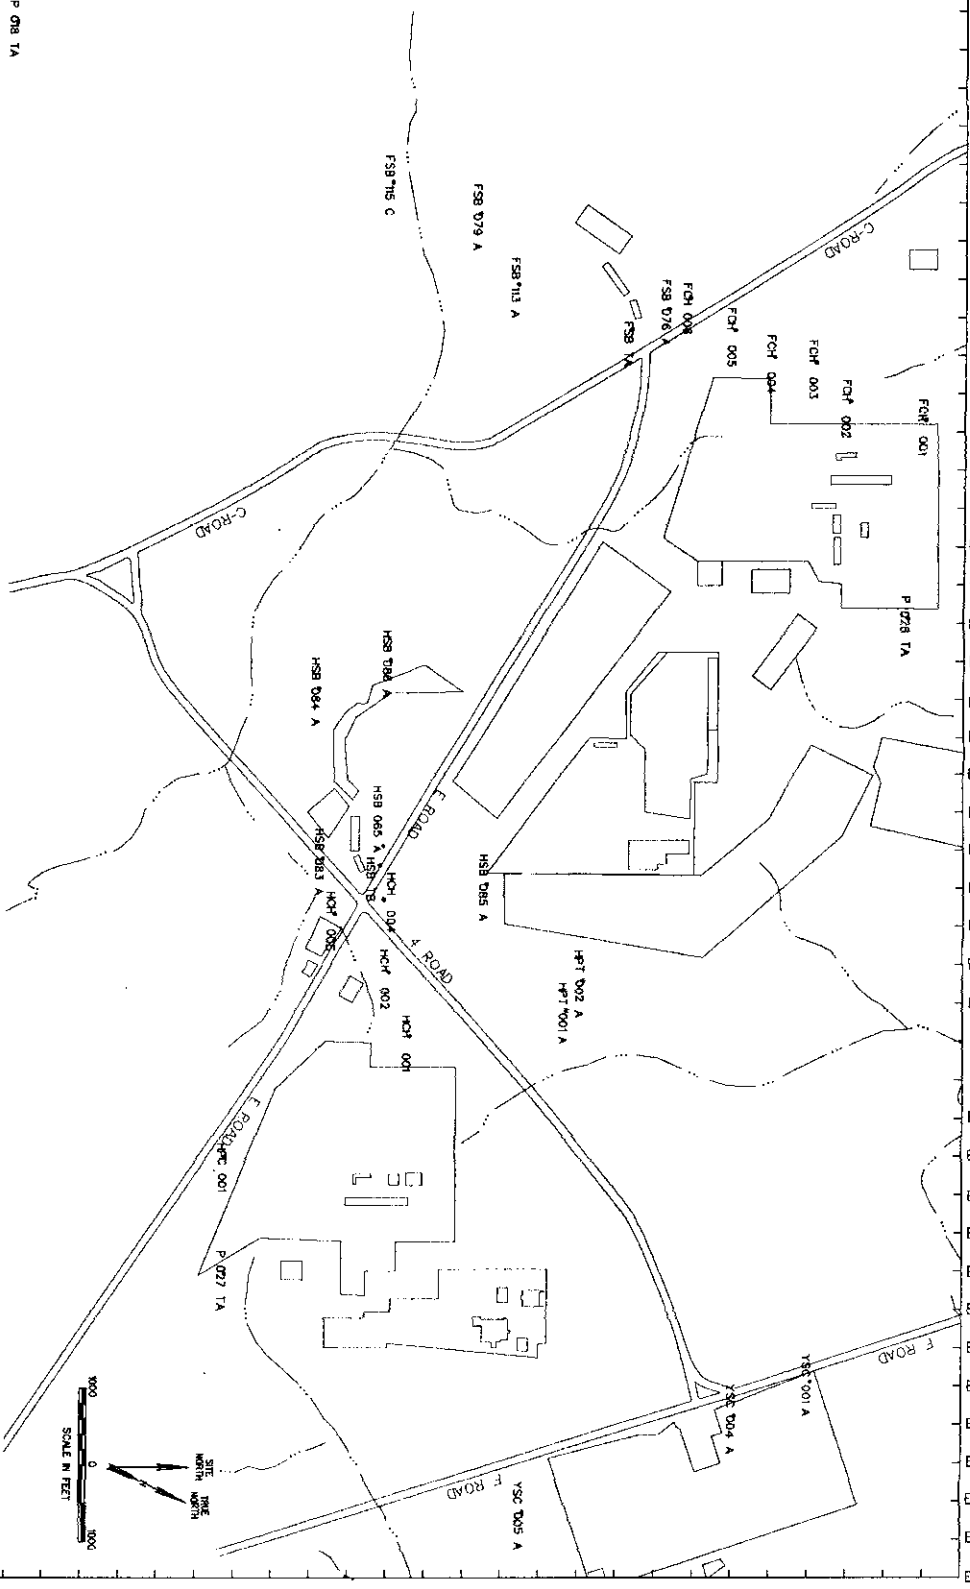 P 018 TA
FSB 115 C
FSB 079 A
FSB 113 A
C-ROAD
FCH 006
FSB 076 A
FSB TA
FCH 005
FCH 004
FCH 003
FCH 002
FCH 001
C-ROAD
P 028 TA
HSB 086 A
HSB 084 A
E ROAD
HSB 065 A
HSB 083 A
HSB TB
HCH 004
HSB 085 A
HCH 005
4 ROAD
HCH 002
HPT 002 A
HPT 001 A
HCH 001
E ROAD
HPC 001
P 027 TA
F ROAD
YSC 001 A
YSC 004 A
F ROAD
YSC 005 A
SITE NORTH
TRUE NORTH
N
1000 0 1000
SCALE IN FEET